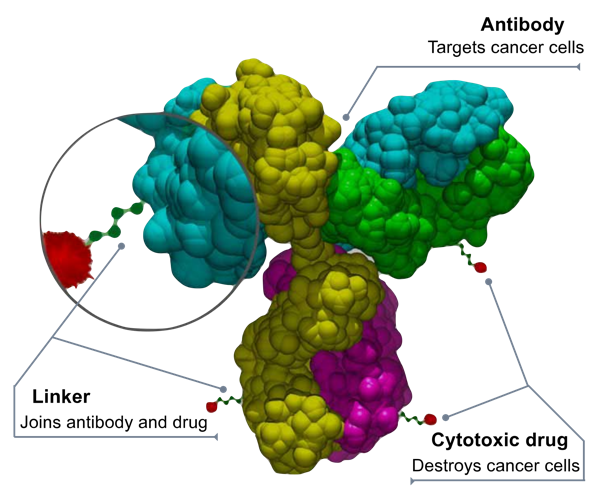 Antibody
Targets cancer cells
Linker
Joins antibody and drug
Cytotoxic drug
Destroys cancer cells